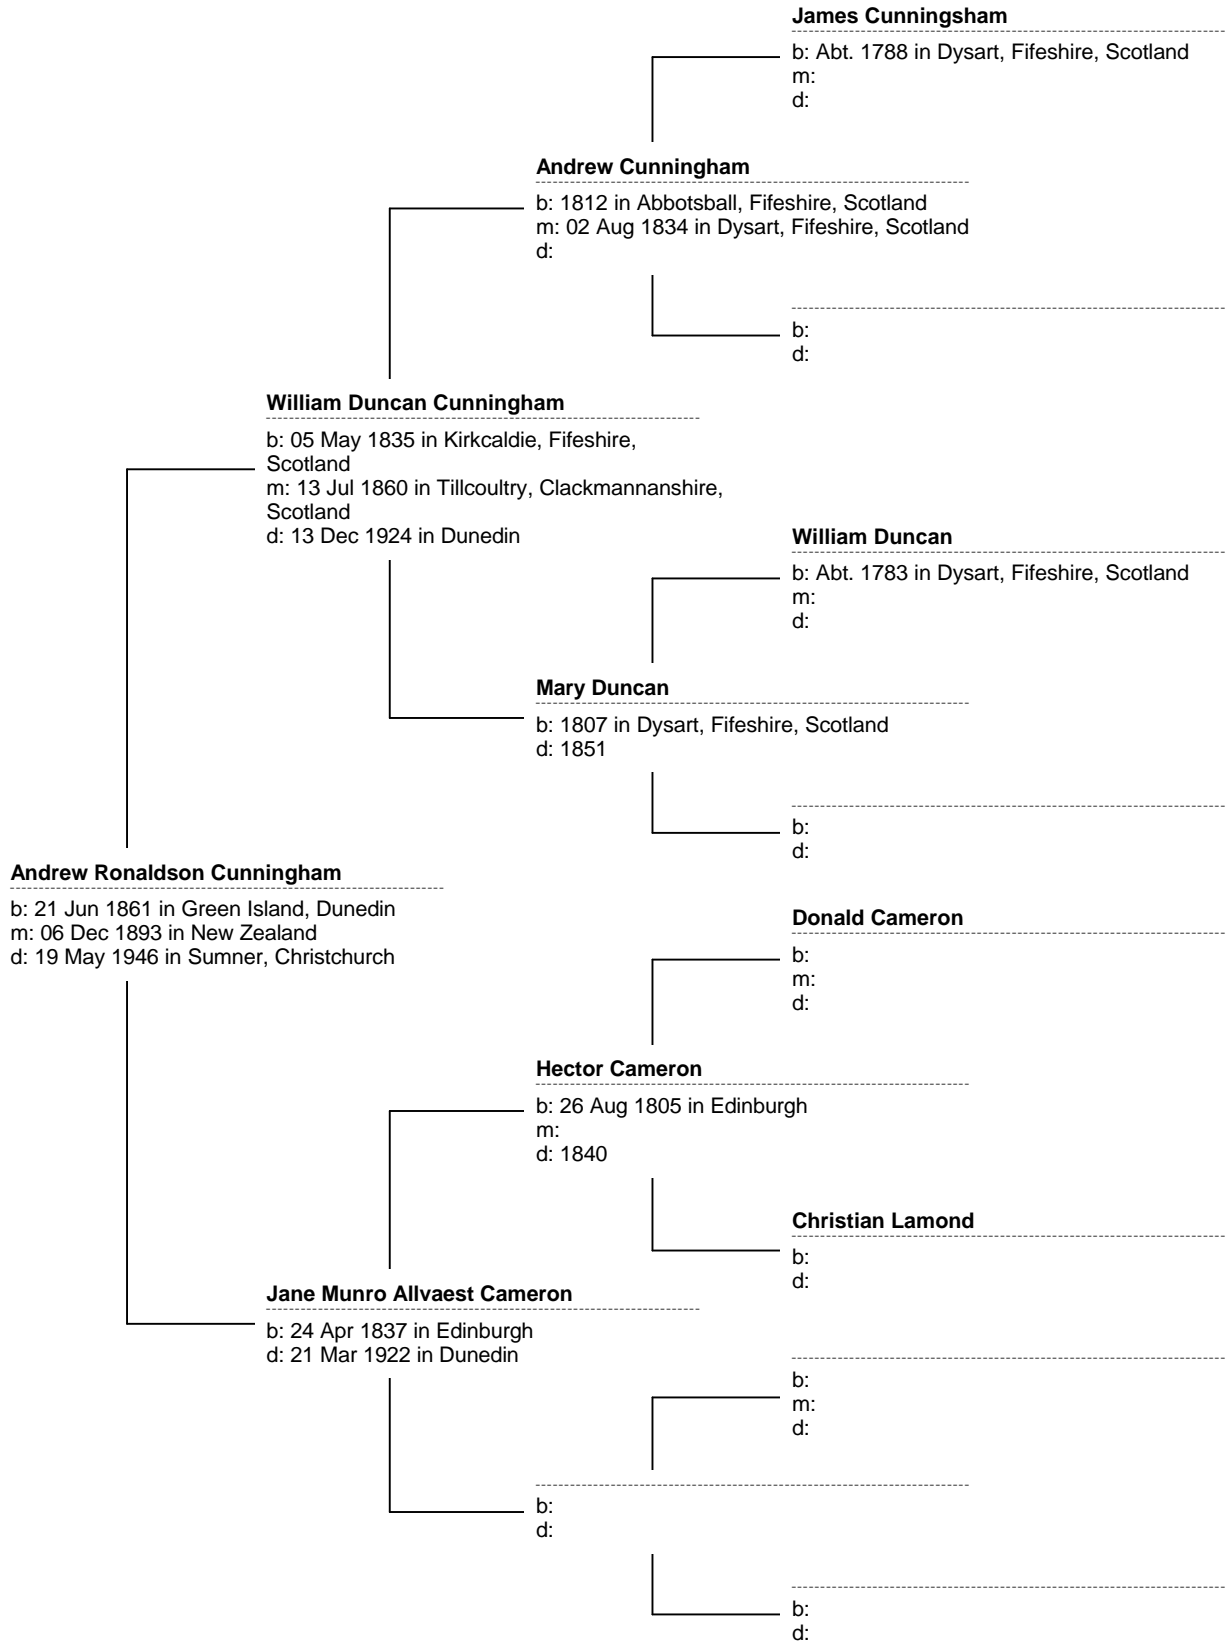 James Cunningsham
b: Abt. 1788 in Dysart, Fifeshire, Scotland
m:
d:
Andrew Cunningham
b: 1812 in Abbotsball, Fifeshire, Scotland
m: 02 Aug 1834 in Dysart, Fifeshire, Scotland
d:
b:
d:
William Duncan Cunningham
b: 05 May 1835 in Kirkcaldie, Fifeshire,
Scotland
m: 13 Jul 1860 in Tillcoultry, Clackmannanshire,
Scotland
d: 13 Dec 1924 in Dunedin
William Duncan
b: Abt. 1783 in Dysart, Fifeshire, Scotland
m:
d:
Mary Duncan
b: 1807 in Dysart, Fifeshire, Scotland
d: 1851
b:
d:
Andrew Ronaldson Cunningham
b: 21 Jun 1861 in Green Island, Dunedin
m: 06 Dec 1893 in New Zealand
d: 19 May 1946 in Sumner, Christchurch
Donald Cameron
b:
m:
d:
Hector Cameron
b: 26 Aug 1805 in Edinburgh
m:
d: 1840
Christian Lamond
b:
d:
Jane Munro Allvaest Cameron
b: 24 Apr 1837 in Edinburgh
d: 21 Mar 1922 in Dunedin
b:
m:
d:
b:
d:
b:
d: